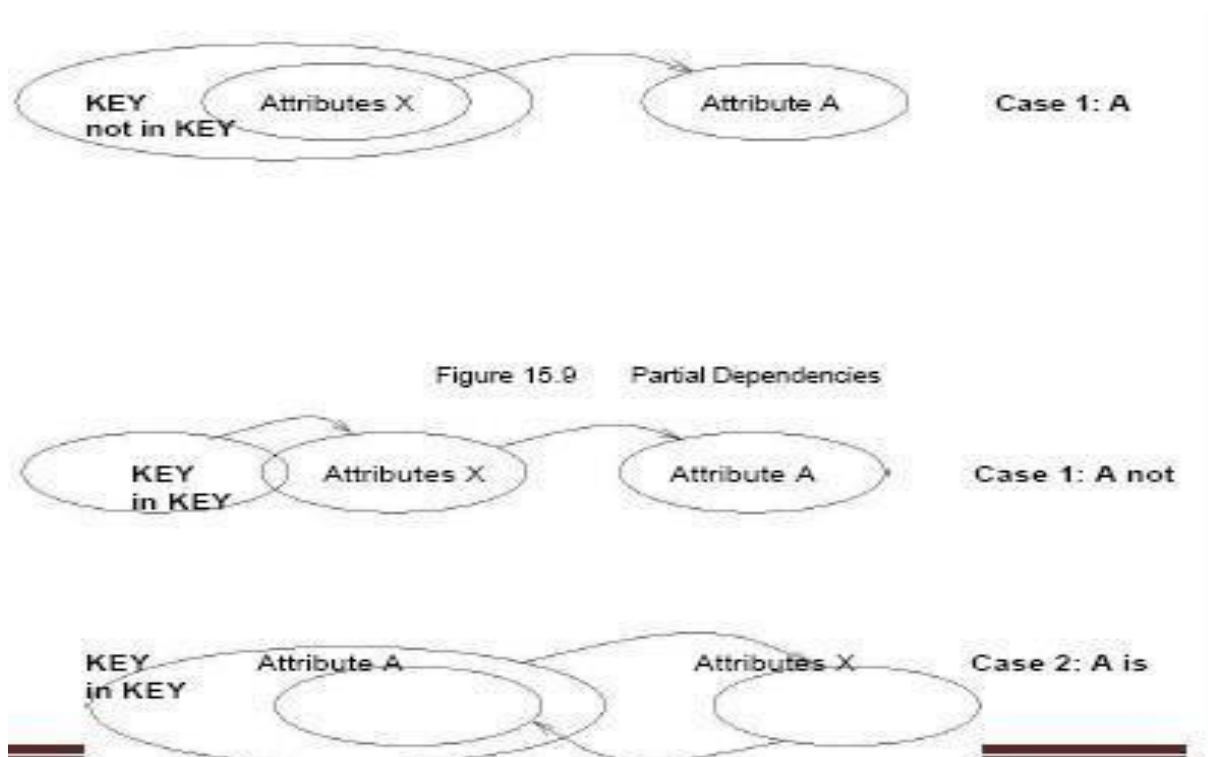 KEY Attributes X Attribute A Case 1: A
not in KEY
Figure 15.9 Partial Dependencies
KEY Attributes X Attribute A Case 1: A not
in KEY
KEY Attribute A Attributes X Case 2: A is
in KEY